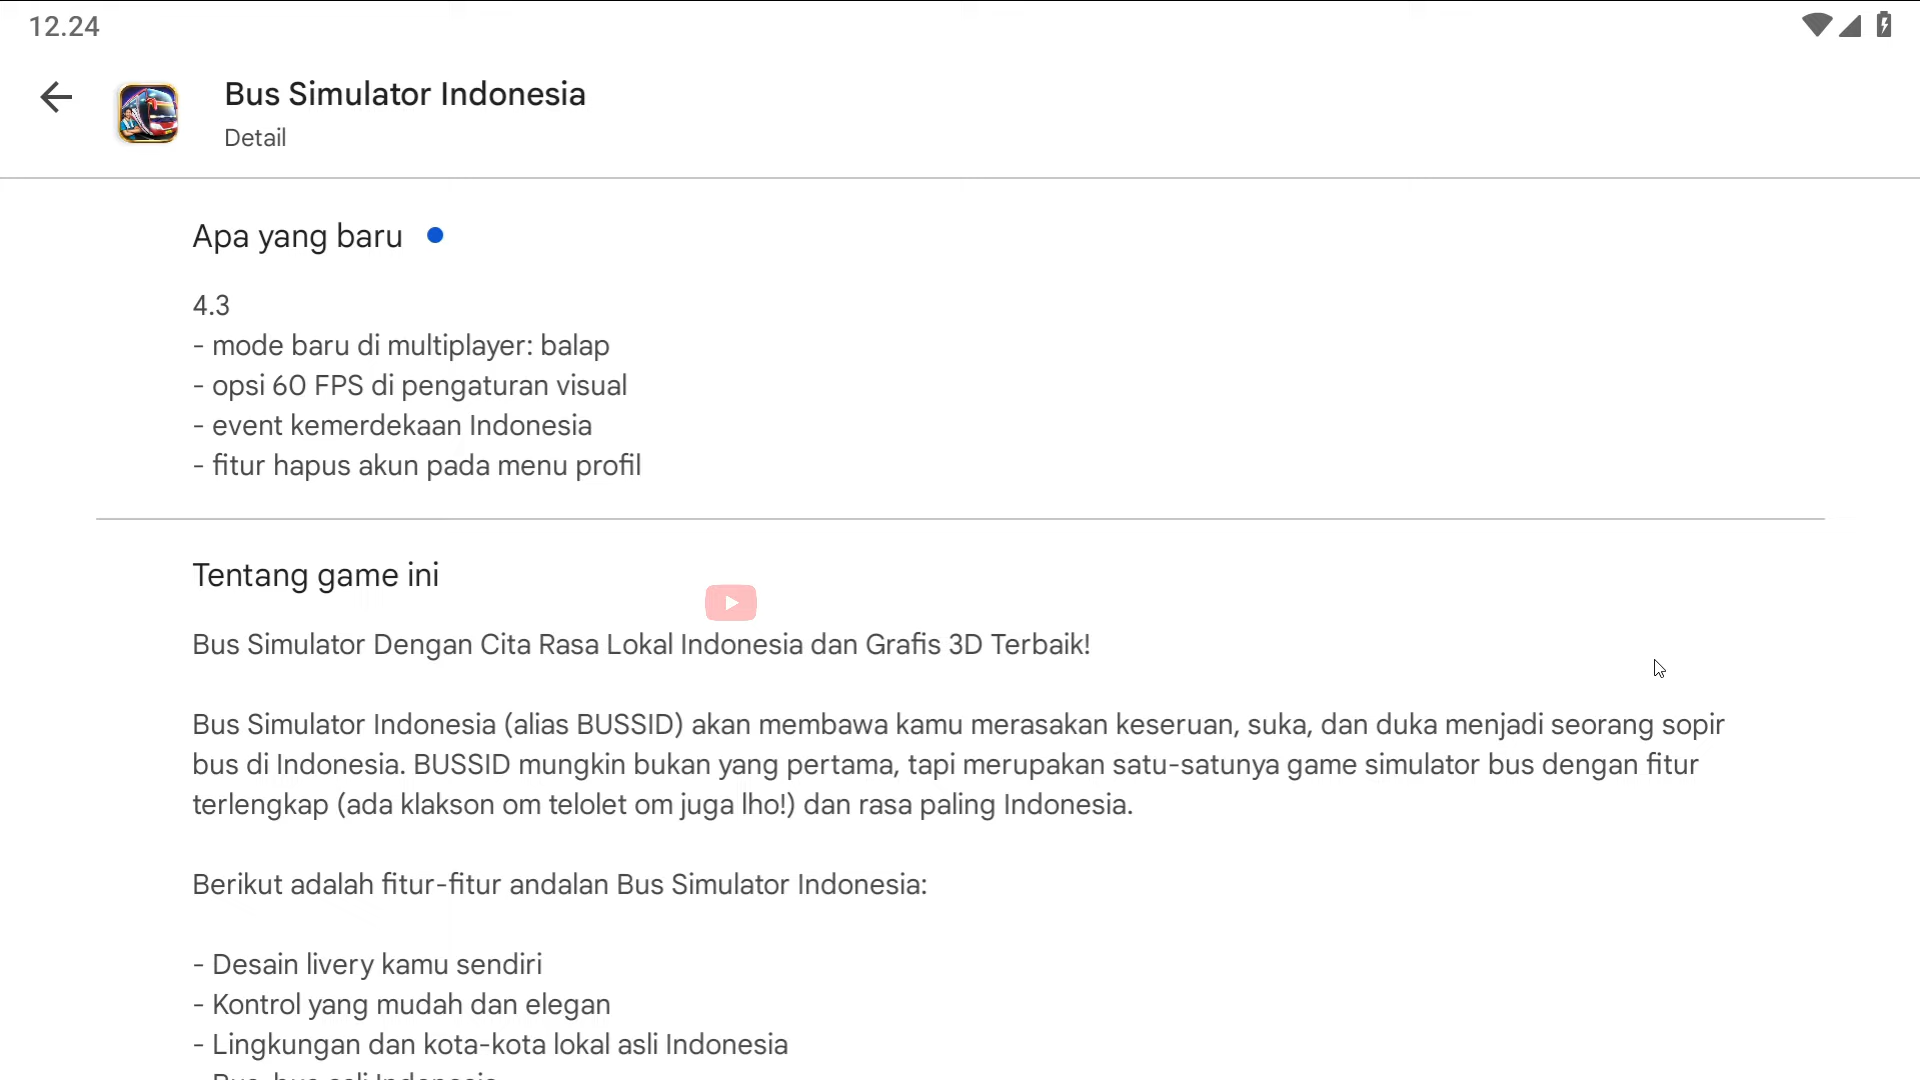 12.24
Bus Simulator Indonesia
Detail
Apa yang baru
4.3
- mode baru di multiplayer: balap
- opsi 60 FPS di pengaturan visual
- event kemerdekaan Indonesia
- fitur hapus akun pada menu profil
Tentang game ini
Bus Simulator Dengan Cita Rasa Lokal Indonesia dan Grafis 3D Terbaik!
Bus Simulator Indonesia (alias BUSSID) akan membawa kamu merasakan keseruan, suka, dan duka menjadi seorang sopir
bus di Indonesia. BUSSID mungkin bukan yang pertama, tapi merupakan satu-satunya game simulator bus dengan fitur
terlengkap (ada klakson om telolet om juga lho!) dan rasa paling Indonesia.
Berikut adalah fitur-fitur andalan Bus Simulator Indonesia:
- Desain livery kamu sendiri
- Kontrol yang mudah dan elegan
- Lingkungan dan kota-kota lokal asli Indonesia